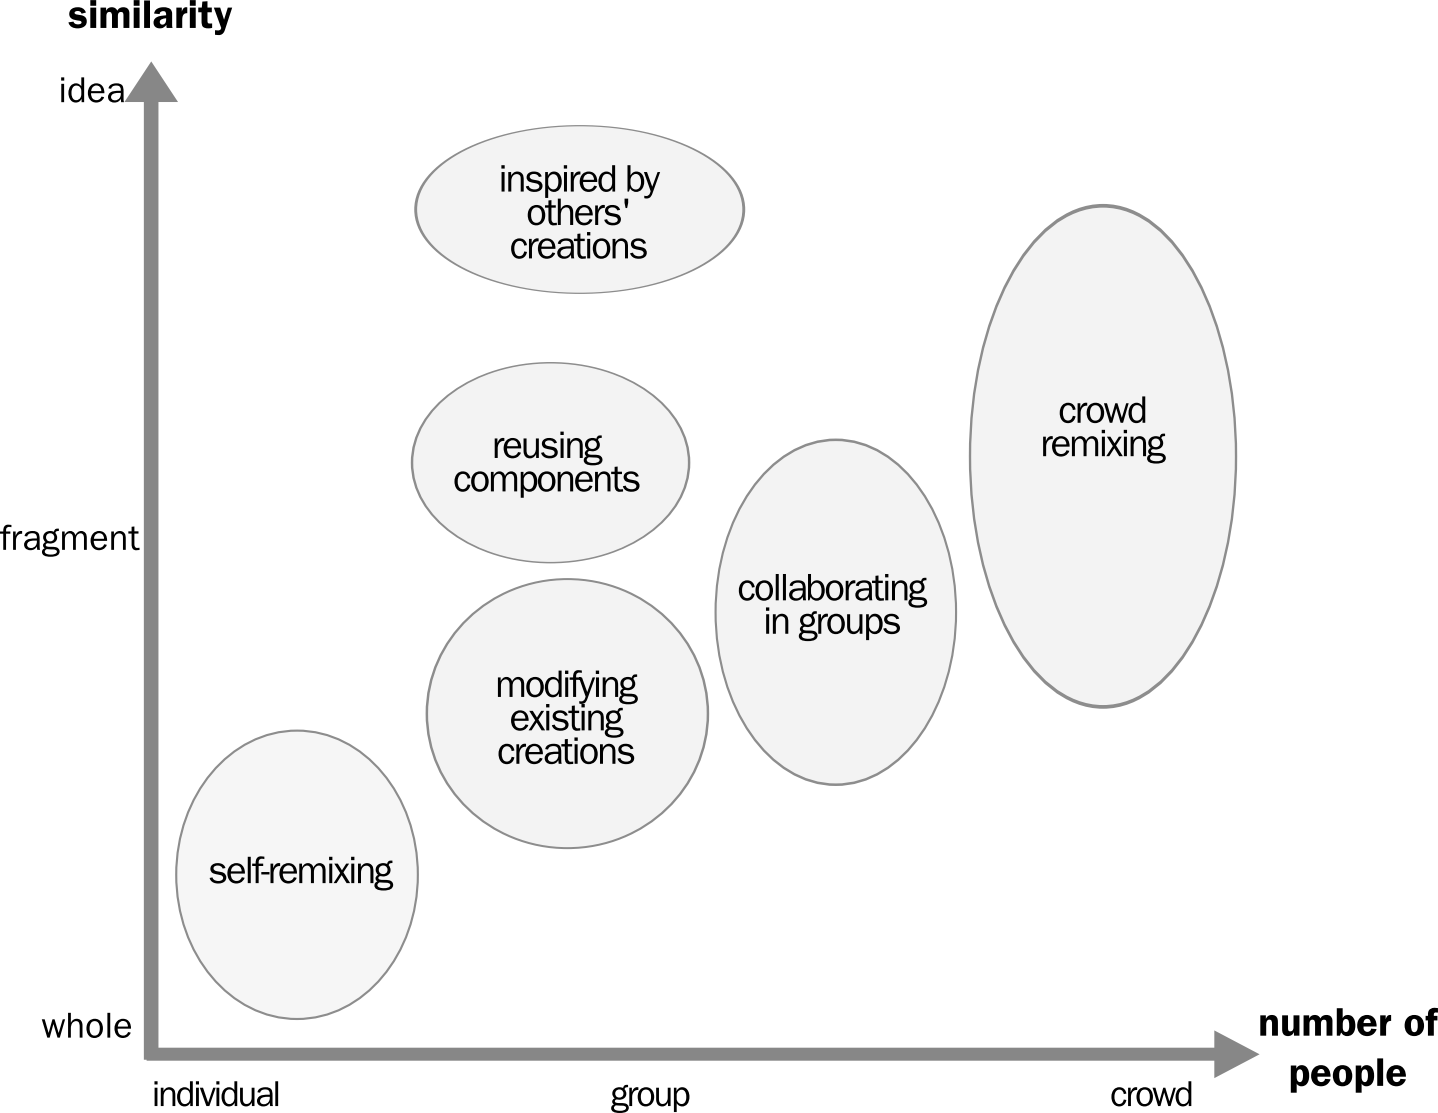 similarity
idea
inspired by
others'
creations
crowd
remixing
reusing
components
fragment
collaborating
in groups
modifying
existing
creations
self-remixing
whole
number of
people
individual
group
crowd